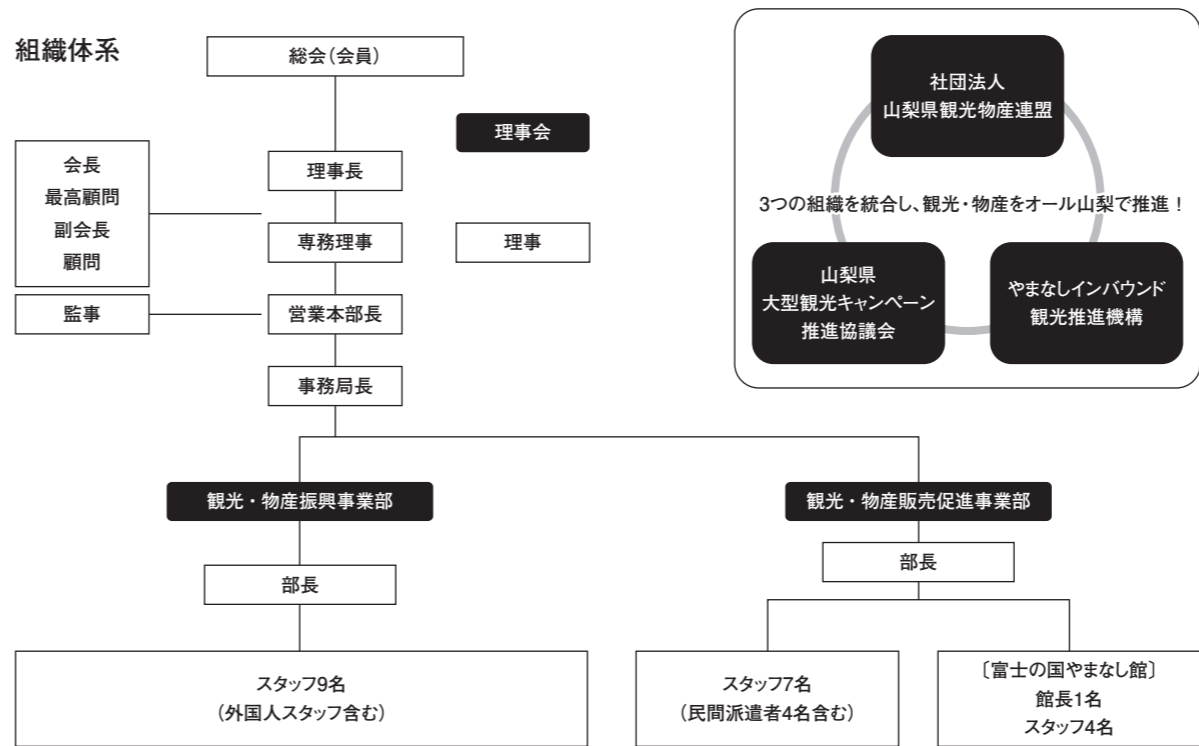 組織体系
総会（会員）
理事会
会長
最高顧問
副会長
顧問
理事長
専務理事
理事
監事
営業本部長
事務局長
社団法人
山梨県観光物産連盟
3つの組織を統合し、観光・物産をオール山梨で推進！
山梨県
大型観光キャンペーン
推進協議会
やまなしインバウンド
観光推進機構
観光・物産振興事業部
部長
スタッフ9名
（外国人スタッフ含む）
観光・物産販売促進事業部
部長
スタッフ7名
（民間派遣者4名含む）
〔富士の国やまなし館〕
館長1名
スタッフ4名